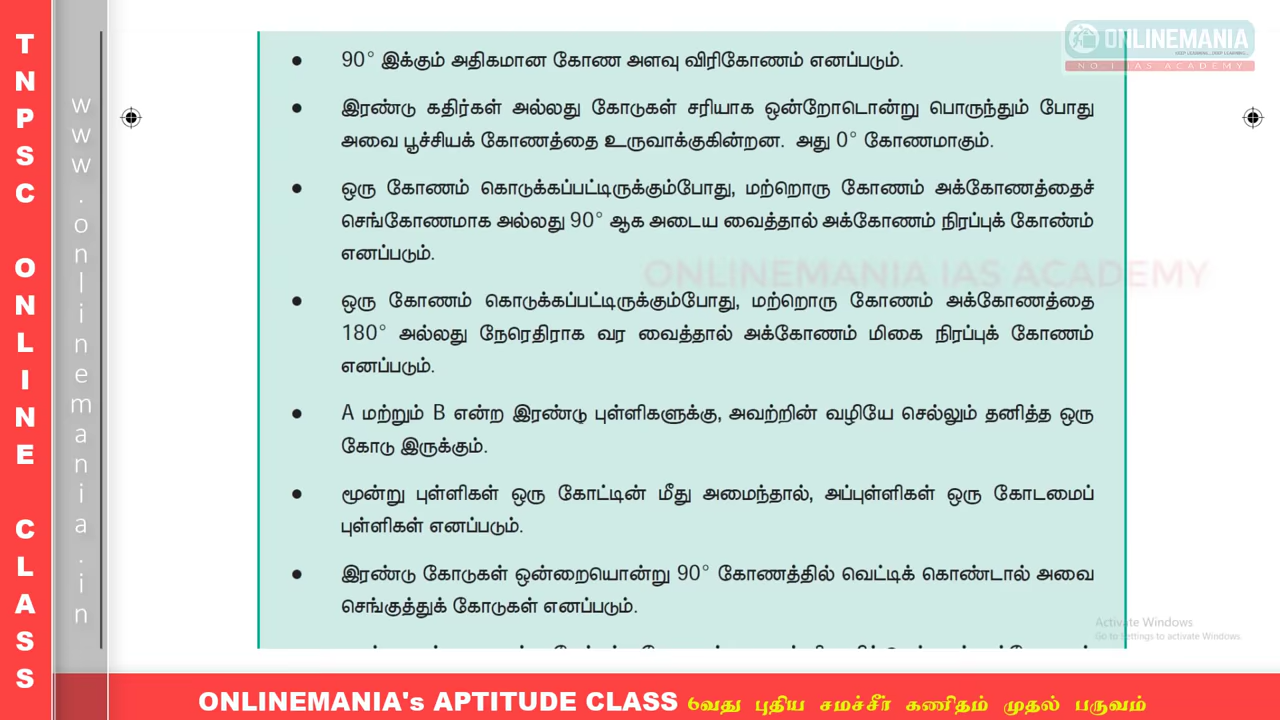 TNPSC ONLINE CLASS
www.onlinemania.in
ONLINEMANIA
KEEP LEARNING...KEEP LEADING...
NO.1 IAS ACADEMY
● 90° இக்கும் அதிகமான கோண அளவு விரிகோணம் எனப்படும்.
● இரண்டு கதிர்கள் அல்லது கோடுகள் சரியாக ஒன்றோடொன்று பொருந்தும் போது
அவை பூச்சியக் கோணத்தை உருவாக்குகின்றன. அது 0° கோணமாகும்.
● ஒரு கோணம் கொடுக்கப்பட்டிருக்கும்போது, மற்றொரு கோணம் அக்கோணத்தைச்
செங்கோணமாக அல்லது 90° ஆக அடைய வைத்தால் அக்கோணம் நிரப்புக் கோண்ம்
எனப்படும்.
ONLINEMANIA IAS ACADEMY
● ஒரு கோணம் கொடுக்கப்பட்டிருக்கும்போது, மற்றொரு கோணம் அக்கோணத்தை
180° அல்லது நேரெதிராக வர வைத்தால் அக்கோணம் மிகை நிரப்புக் கோணம்
எனப்படும்.
● A மற்றும் B என்ற இரண்டு புள்ளிகளுக்கு, அவற்றின் வழியே செல்லும் தனித்த ஒரு
கோடு இருக்கும்.
● மூன்று புள்ளிகள் ஒரு கோட்டின் மீது அமைந்தால், அப்புள்ளிகள் ஒரு கோடமைப்
புள்ளிகள் எனப்படும்.
● இரண்டு கோடுகள் ஒன்றையொன்று 90° கோணத்தில் வெட்டிக் கொண்டால் அவை
செங்குத்துக் கோடுகள் எனப்படும்.
Activate Windows
Go to Settings to activate Windows.
ONLINEMANIA's APTITUDE CLASS 6வது புதிய சமச்சீர் கணிதம் முதல் பருவம்